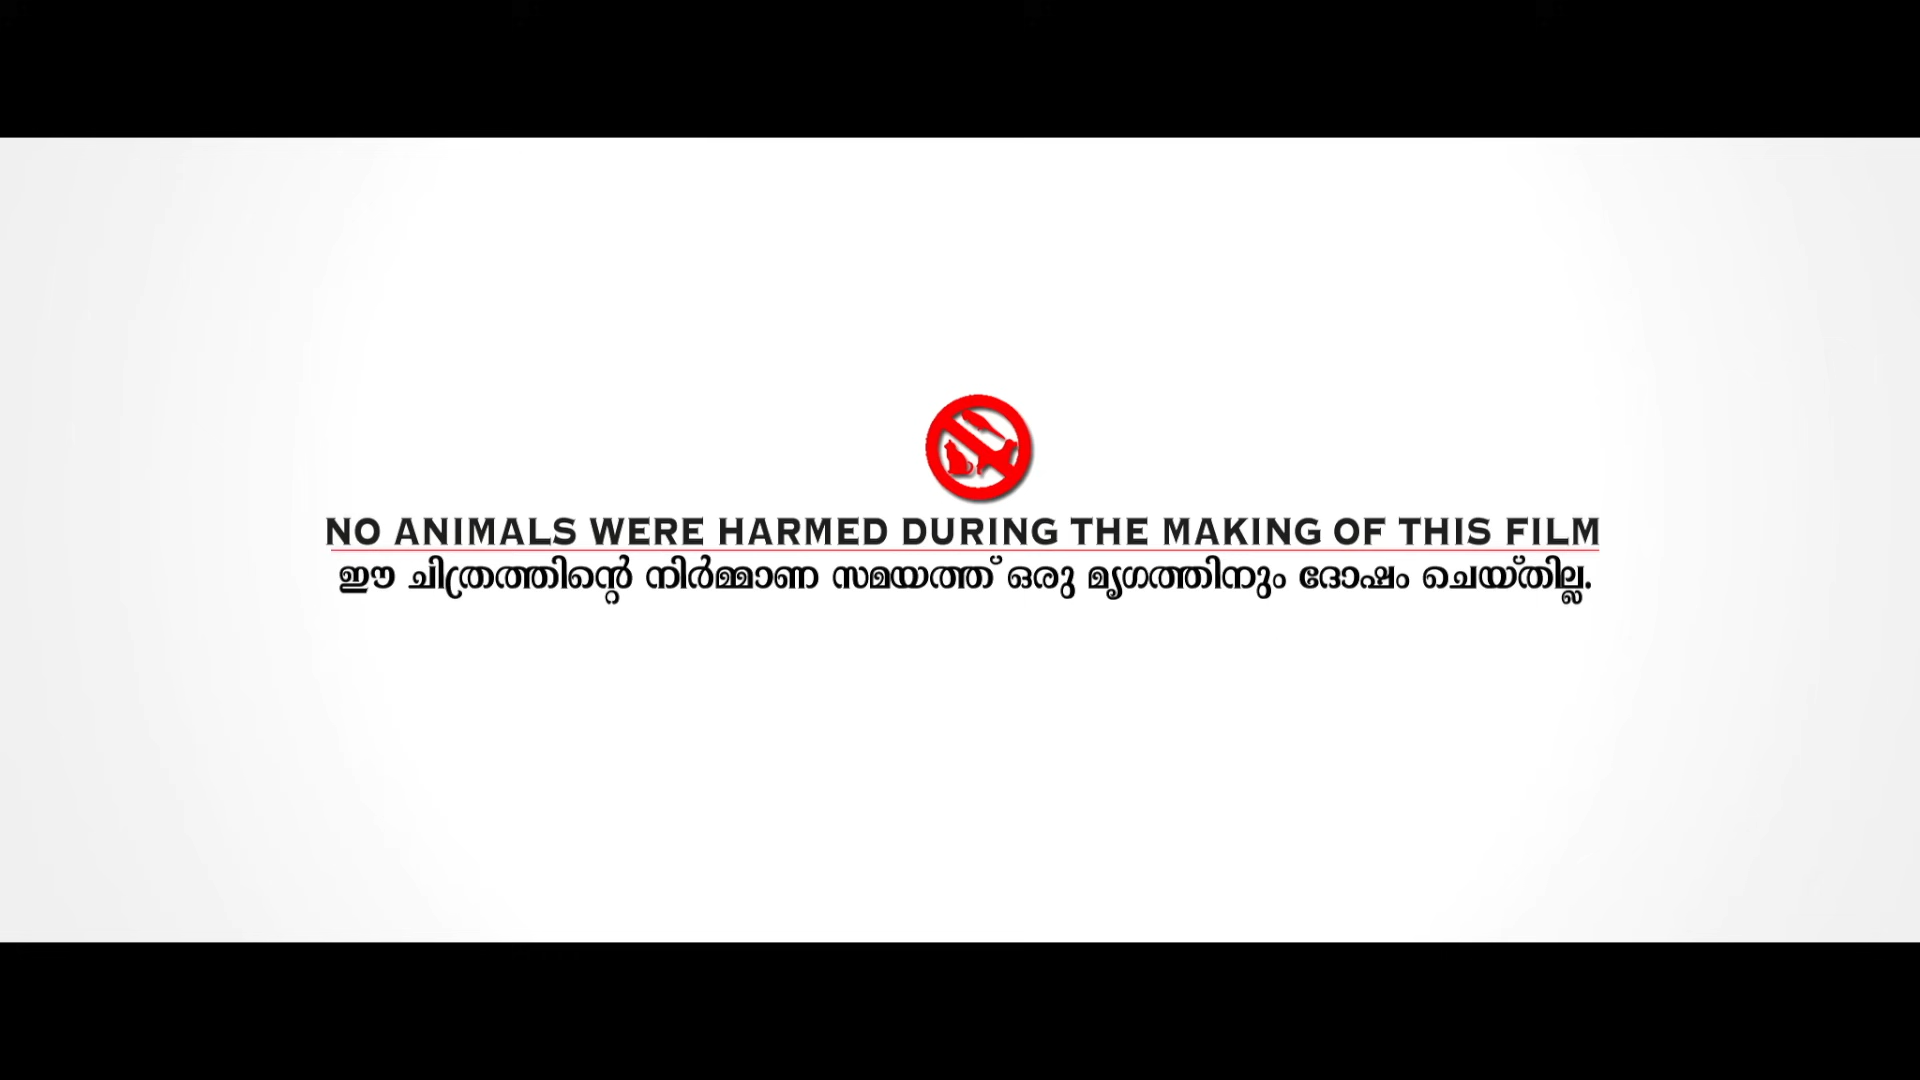 NO ANIMALS WERE HARMED DURING THE MAKING OF THIS FILM
ഈ ചിത്രത്തിന്റെ നിർമ്മാണ സമയത്ത് ഒരു മൃഗത്തിനും ദോഷം ചെയ്തില്ല.